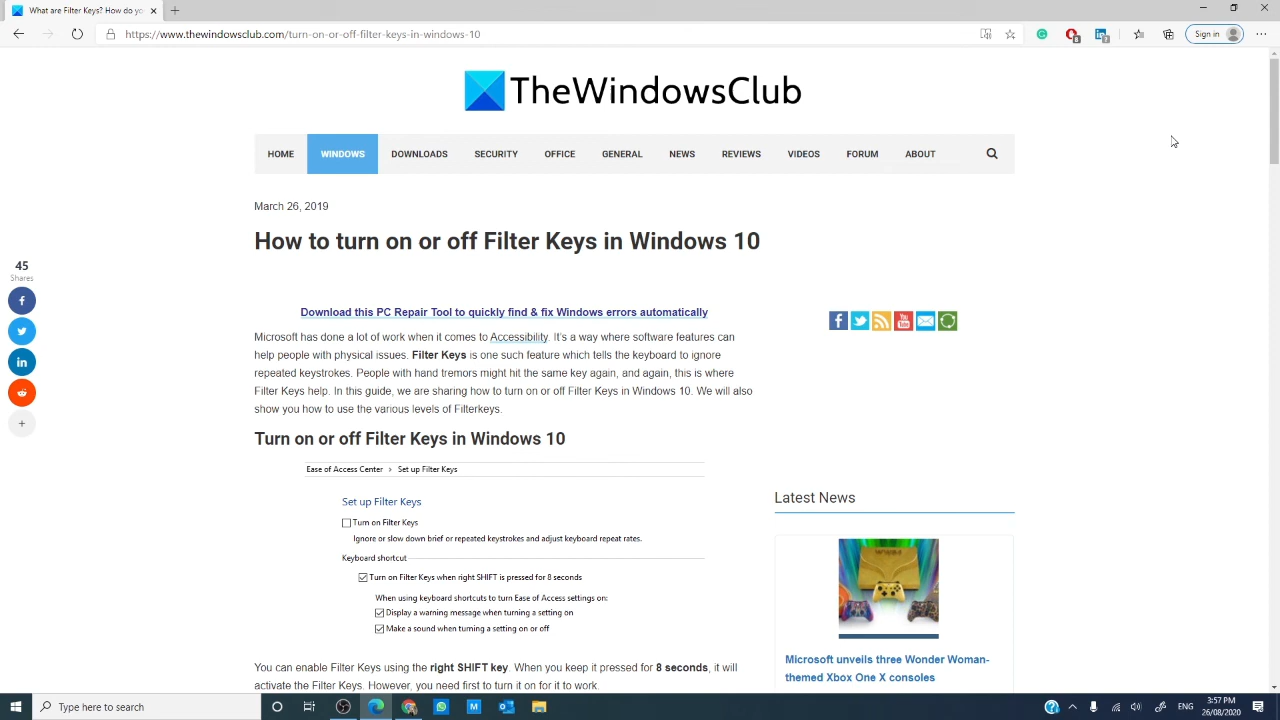 What are Filter Keys? How do yo
https://www.thewindowsclub.com/turn-on-or-off-filter-keys-in-windows-10
Sign in
TheWindowsClub
HOME WINDOWS DOWNLOADS SECURITY OFFICE GENERAL NEWS REVIEWS VIDEOS FORUM ABOUT
March 26, 2019
How to turn on or off Filter Keys in Windows 10
45
Shares
Download this PC Repair Tool to quickly find & fix Windows errors automatically
Microsoft has done a lot of work when it comes to Accessibility. It's a way where software features can
help people with physical issues. Filter Keys is one such feature which tells the keyboard to ignore
repeated keystrokes. People with hand tremors might hit the same key again, and again, this is where
Filter Keys help. In this guide, we are sharing how to turn on or off Filter Keys in Windows 10. We will also
show you how to use the various levels of Filterkeys.
Turn on or off Filter Keys in Windows 10
Ease of Access Center > Set up Filter Keys
Set up Filter Keys
Turn on Filter Keys
Ignore or slow down brief or repeated keystrokes and adjust keyboard repeat rates.
Keyboard shortcut
Turn on Filter Keys when right SHIFT is pressed for 8 seconds
When using keyboard shortcuts to turn Ease of Access settings on:
Display a warning message when turning a setting on
Make a sound when turning a setting on or off
You can enable Filter Keys using the right SHIFT key. When you keep it pressed for 8 seconds, it will
activate the Filter Keys. However, you need first to turn it on for it to work.
You Tube
Latest News
Microsoft unveils three Wonder Woman-
themed Xbox One X consoles
Type here to search
ENG
3:57 PM
26/08/2020